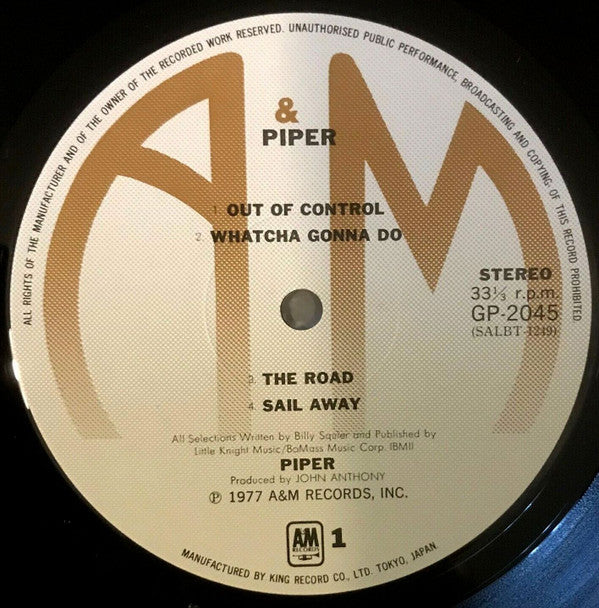 ALL RIGHTS OF THE MANUFACTURER AND OF THE OWNER OF THE RECORDED WORK RESERVED. UNAUTHORISED PUBLIC PERFORMANCE, BROADCASTING AND COPYING OF THIS RECORD PROHIBITED
AM
&
PIPER
1. OUT OF CONTROL
2. WHATCHA GONNA DO
STEREO
33⅓ r.p.m.
GP-2045
(SALBT-1249)
3. THE ROAD
4. SAIL AWAY
All Selections Written by Billy Squier and Published by
Little Knight Music/BoMass Music Corp. (BMI)
PIPER
Produced by JOHN ANTHONY
℗ 1977 A&M RECORDS, INC.
AM
RECORDS
1
MANUFACTURED BY KING RECORD CO., LTD. TOKYO, JAPAN